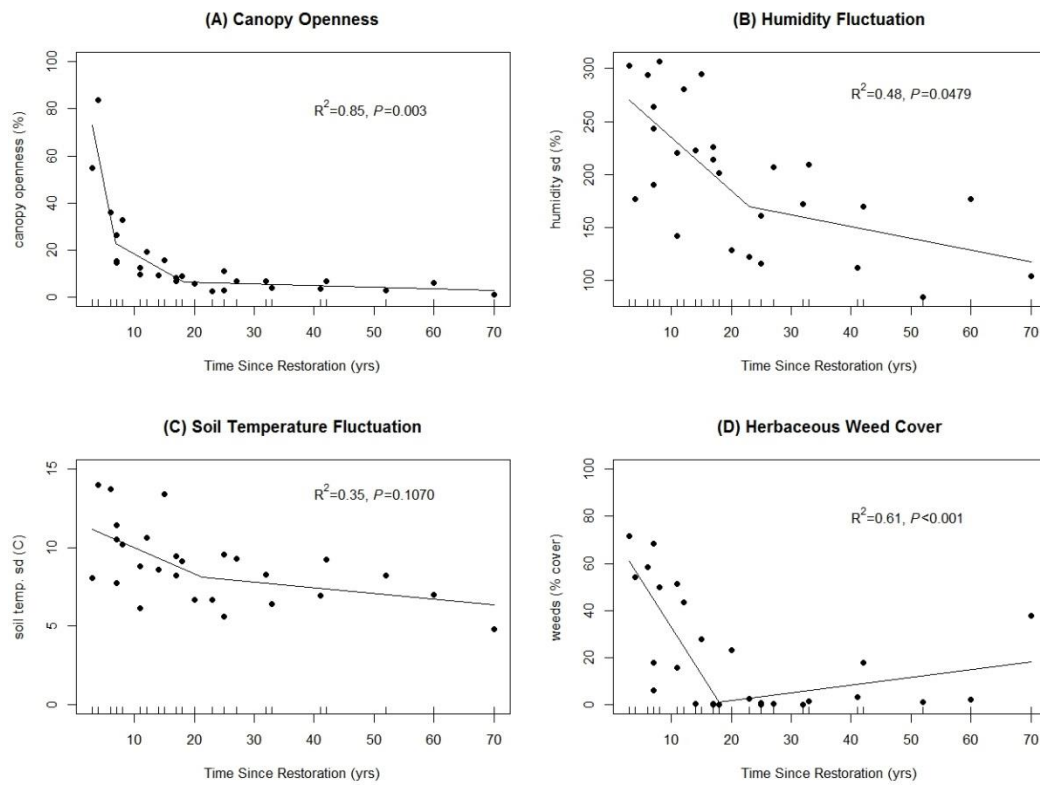 (A) Canopy Openness
canopy openness (%)
100
80
60
40
20
0
R²=0.85, P=0.003
10 20 30 40 50 60 70
Time Since Restoration (yrs)
(B) Humidity Fluctuation
humidity sd (%)
300
250
200
150
100
R²=0.48, P=0.0479
10 20 30 40 50 60 70
Time Since Restoration (yrs)
(C) Soil Temperature Fluctuation
soil temp. sd (C)
15
10
5
0
R²=0.35, P=0.1070
10 20 30 40 50 60 70
Time Since Restoration (yrs)
(D) Herbaceous Weed Cover
weeds (% cover)
100
80
60
40
20
0
R²=0.61, P<0.001
10 20 30 40 50 60 70
Time Since Restoration (yrs)